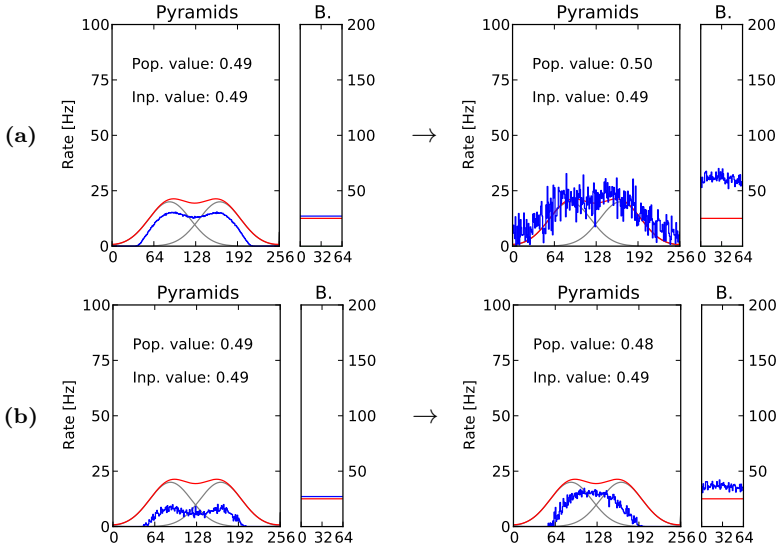 Pyramids B. Pyramids B.
100 200 100 200
Pop. value: 0.49 Pop. value: 0.50
75 150 75 150
Inp. value: 0.49 Inp. value: 0.49
(a) Rate [Hz] 50 100 → Rate [Hz] 50 100
25 50 25 50
0 0
0 64 128 192 256 0 32 64 0 64 128 192 256 0 32 64
Pyramids B. Pyramids B.
100 200 100 200
Pop. value: 0.49 Pop. value: 0.48
75 150 75 150
Inp. value: 0.49 Inp. value: 0.49
(b) Rate [Hz] 50 100 → Rate [Hz] 50 100
25 50 25 50
0 0
0 64 128 192 256 0 32 64 0 64 128 192 256 0 32 64